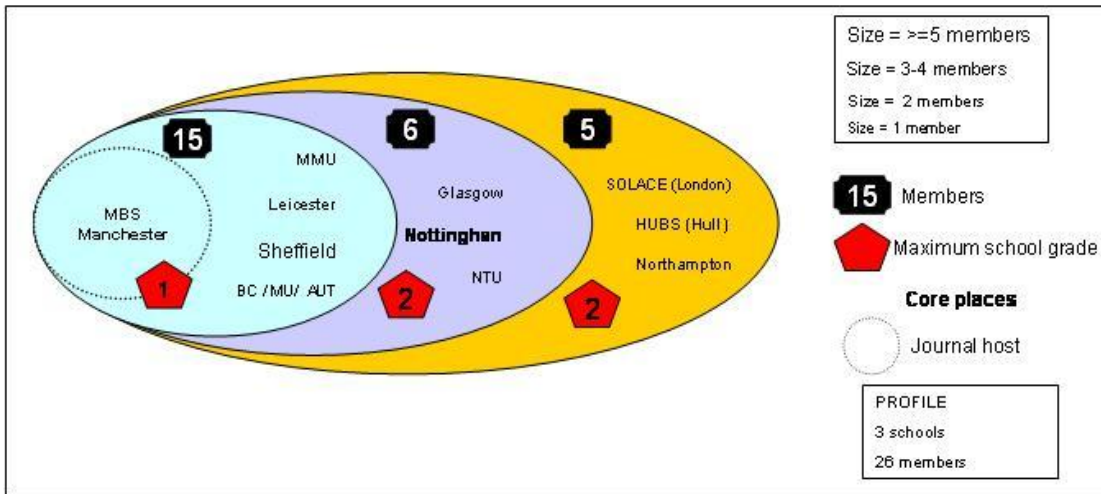 15
6
5
MMU
Leicester
Sheffield
BC /MU/ AUT
MBS
Manchester
1
Glasgow
Nottinghan
NTU
2
SOLACE (London)
HUBS (Hull )
Northampton
2
Size = >=5 members
Size = 3-4 members
Size = 2 members
Size = 1 member
15 Members
Maximum school grade
Core places
Journal host
PROFILE
3 schools
26 members